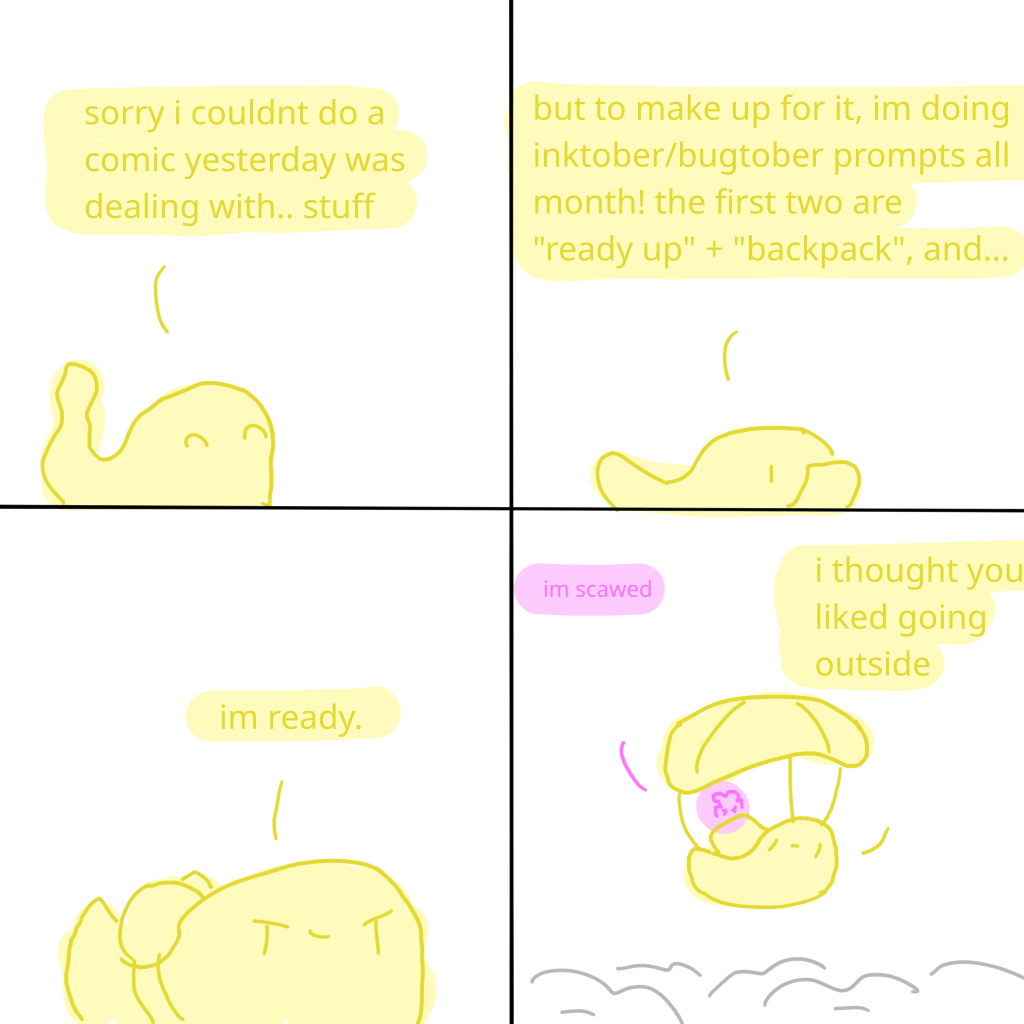 sorry i couldnt do a
comic yesterday was
dealing with.. stuff
but to make up for it, im doing
inktober/bugtober prompts all
month! the first two are
"ready up" + "backpack", and...
im ready.
im scawed
i thought you
liked going
outside